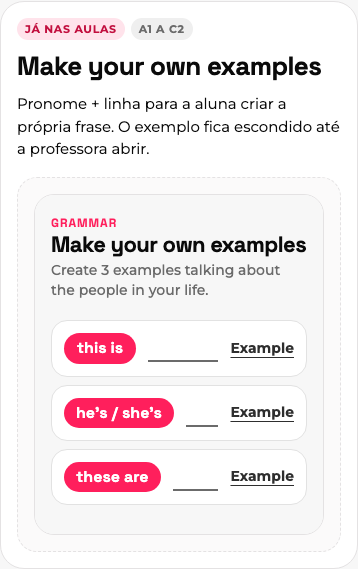 JÁ NAS AULAS A1 A C2
Make your own examples
Pronome + linha para a aluna criar a
própria frase. O exemplo fica escondido até
a professora abrir.
GRAMMAR
Make your own examples
Create 3 examples talking about
the people in your life.
this is Example
he's / she's Example
these are Example